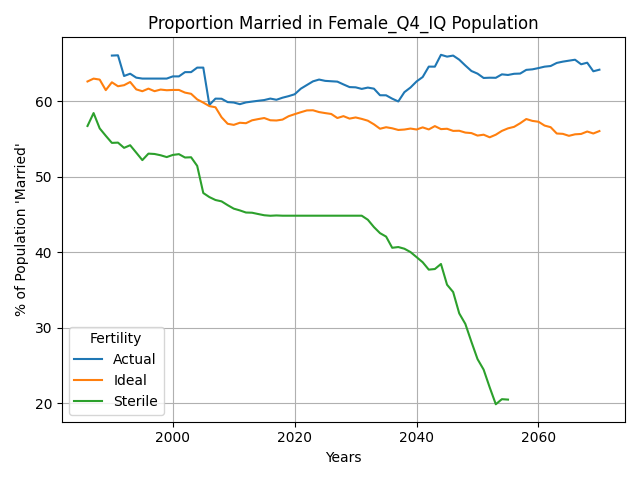 Proportion Married in Female_Q4_IQ Population
% of Population 'Married'
60
50
40
30
20
Fertility
Actual
Ideal
Sterile
2000 2020 2040 2060
Years